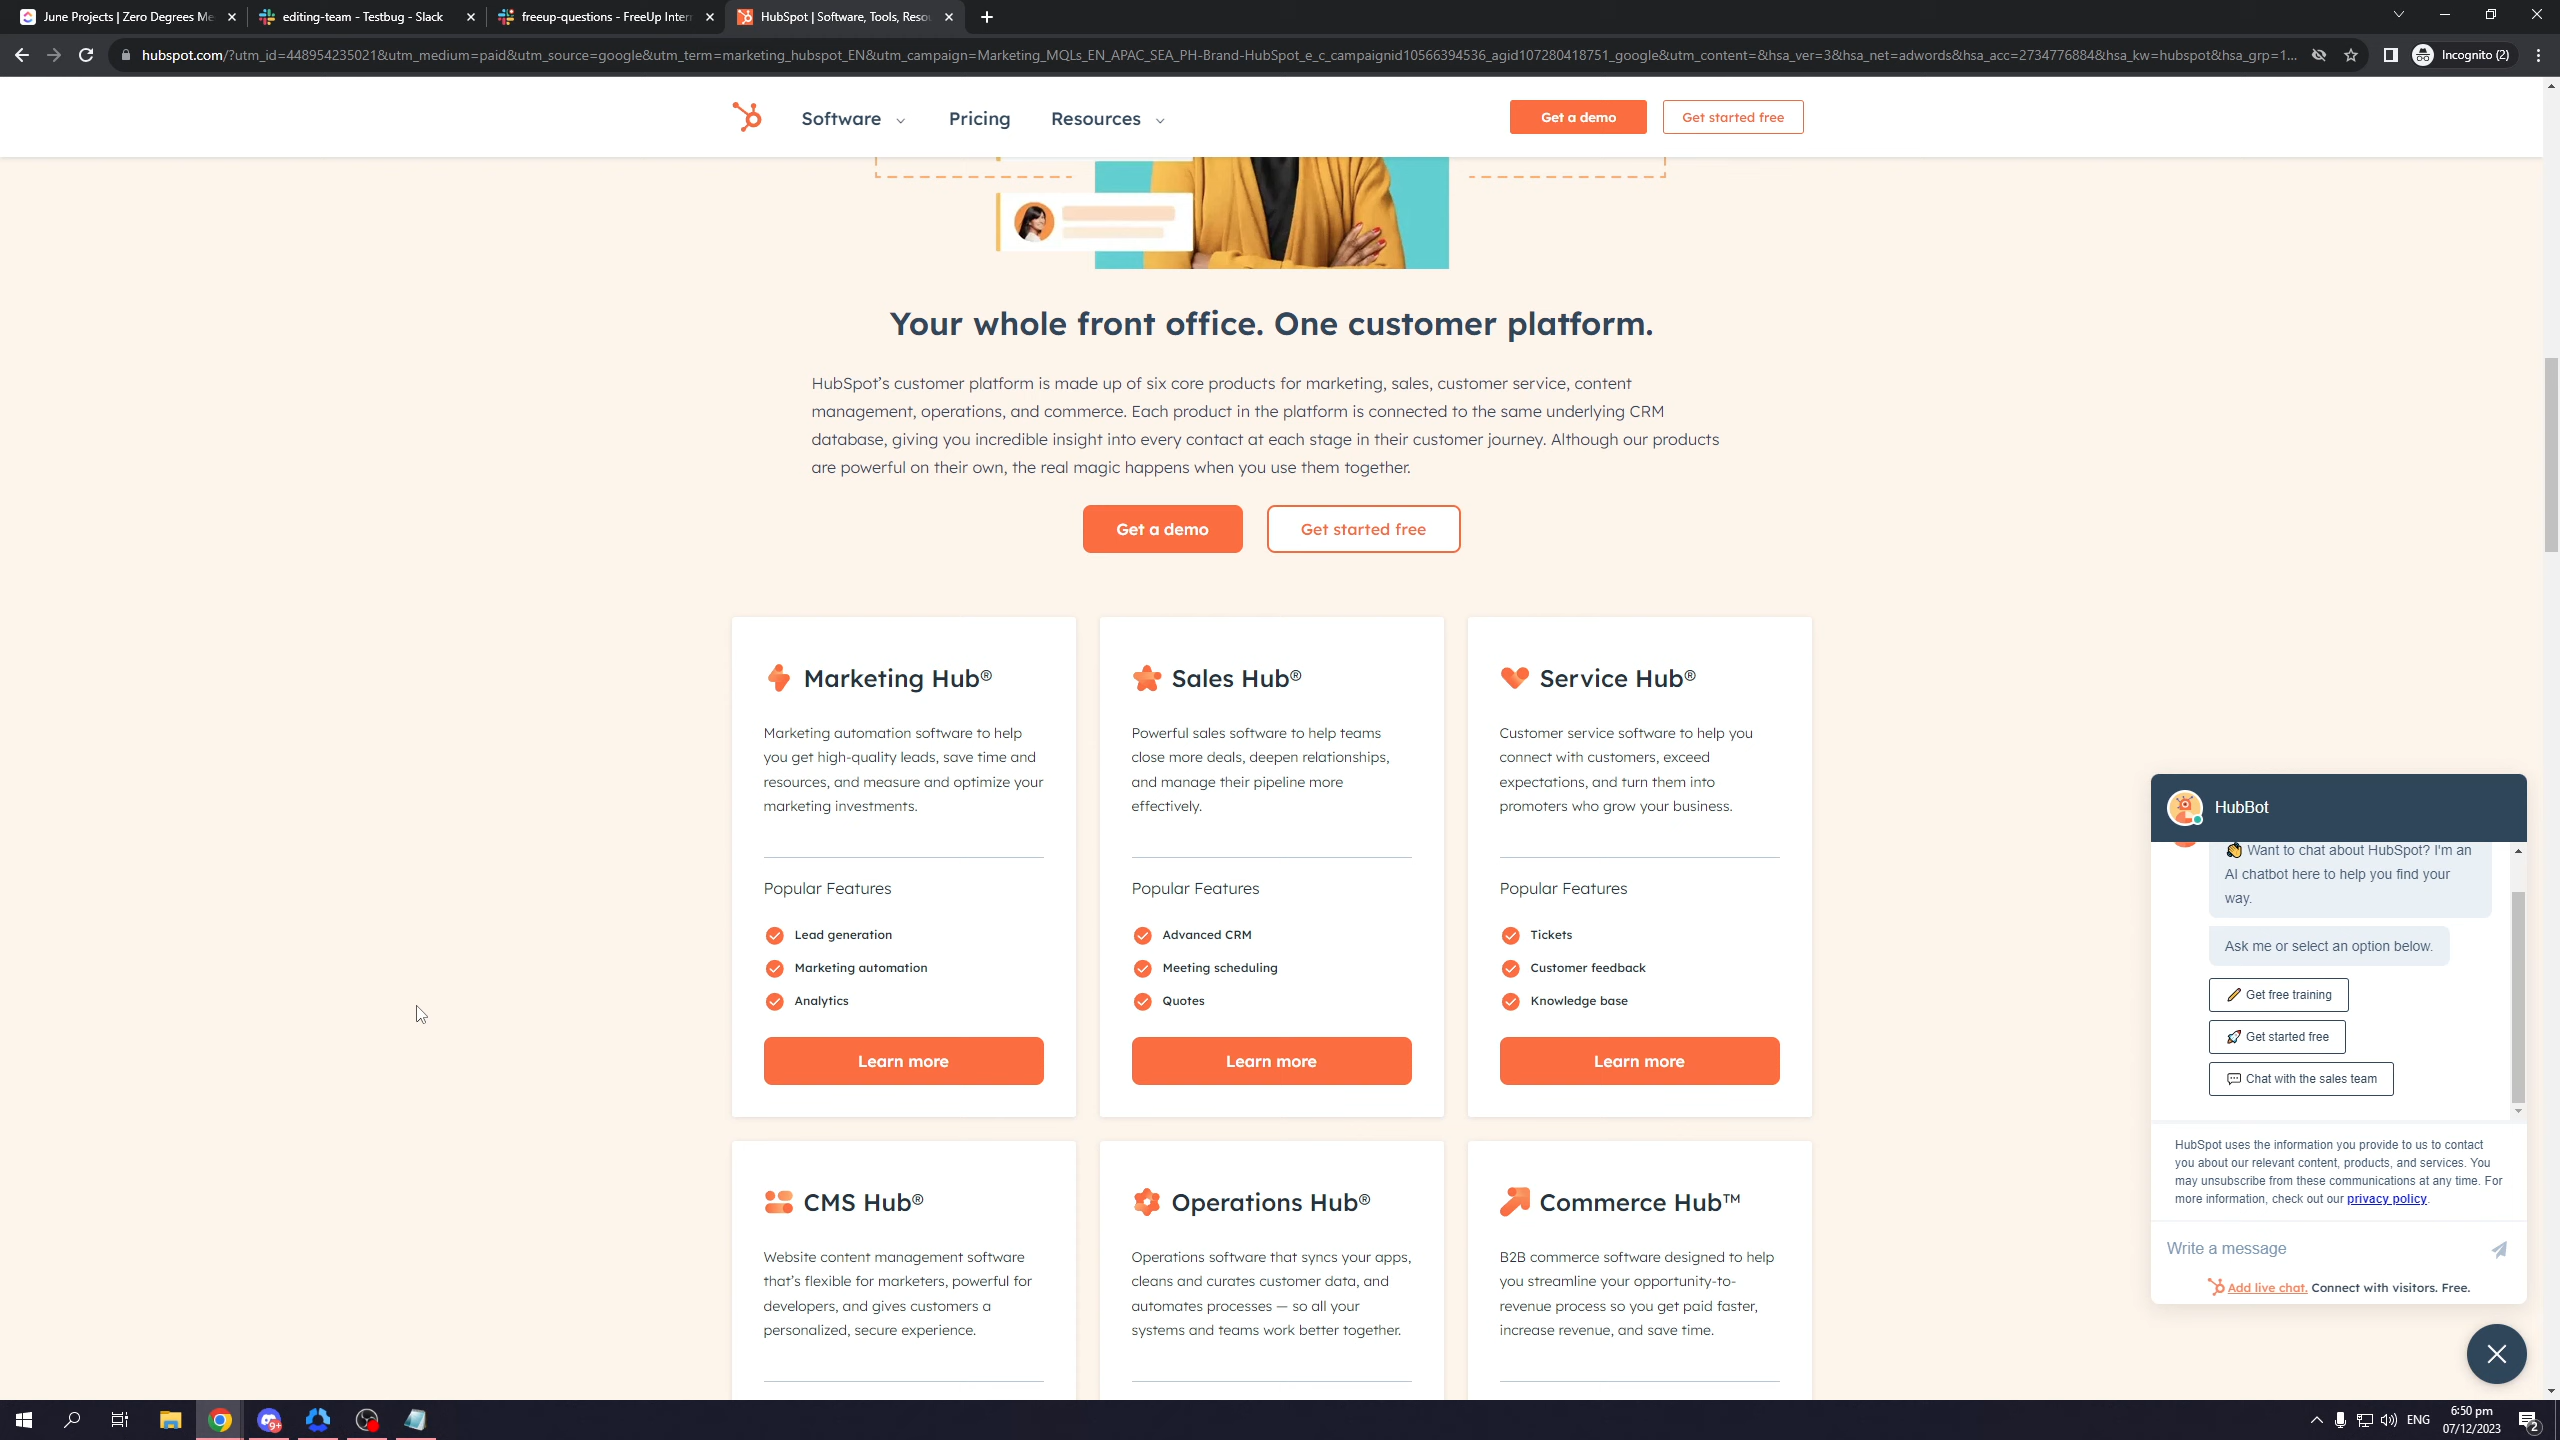 June Projects | Zero Degrees Me
editing-team - Testbug - Slack
freeup-questions - FreeUp Inter
HubSpot | Software, Tools, Resou
hubspot.com/?utm_id=448954235021&utm_medium=paid&utm_source=google&utm_term=marketing_hubspot_EN&utm_campaign=Marketing_MQLs_EN_APAC_SEA_PH-Brand-HubSpot_e_c_campaignid10566394536_agid107280418751_google&utm_content=&hsa_ver=3&hsa_net=adwords&hsa_acc=2734776884&hsa_kw=hubspot&hsa_grp=1...
Incognito (2)
Software
Pricing
Resources
Get a demo
Get started free
Your whole front office. One customer platform.
HubSpot's customer platform is made up of six core products for marketing, sales, customer service, content
management, operations, and commerce. Each product in the platform is connected to the same underlying CRM
database, giving you incredible insight into every contact at each stage in their customer journey. Although our products
are powerful on their own, the real magic happens when you use them together.
Get a demo
Get started free
Marketing Hub®
Marketing automation software to help
you get high-quality leads, save time and
resources, and measure and optimize your
marketing investments.
Popular Features
Lead generation
Marketing automation
Analytics
Learn more
Sales Hub®
Powerful sales software to help teams
close more deals, deepen relationships,
and manage their pipeline more
effectively.
Popular Features
Advanced CRM
Meeting scheduling
Quotes
Learn more
Service Hub®
Customer service software to help you
connect with customers, exceed
expectations, and turn them into
promoters who grow your business.
Popular Features
Tickets
Customer feedback
Knowledge base
Learn more
CMS Hub®
Website content management software
that's flexible for marketers, powerful for
developers, and gives customers a
personalized, secure experience.
Operations Hub®
Operations software that syncs your apps,
cleans and curates customer data, and
automates processes — so all your
systems and teams work better together.
Commerce Hub™
B2B commerce software designed to help
you streamline your opportunity-to-
revenue process so you get paid faster,
increase revenue, and save time.
HubBot
👋 Want to chat about HubSpot? I'm an
AI chatbot here to help you find your
way.
Ask me or select an option below.
Get free training
Get started free
Chat with the sales team
HubSpot uses the information you provide to us to contact
you about our relevant content, products, and services. You
may unsubscribe from these communications at any time. For
more information, check out our privacy policy.
Write a message
Add live chat. Connect with visitors. Free.
9+
ENG
6:50 pm
07/12/2023
2